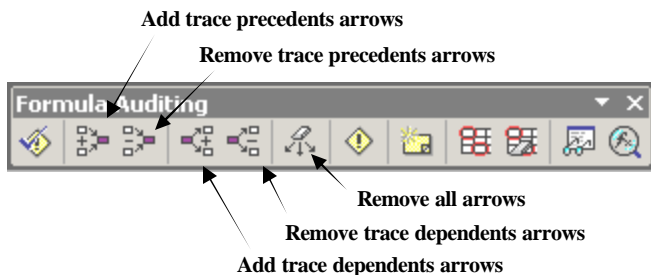 Add trace precedents arrows
Remove trace precedents arrows
Formula Auditing
Remove all arrows
Remove trace dependents arrows
Add trace dependents arrows